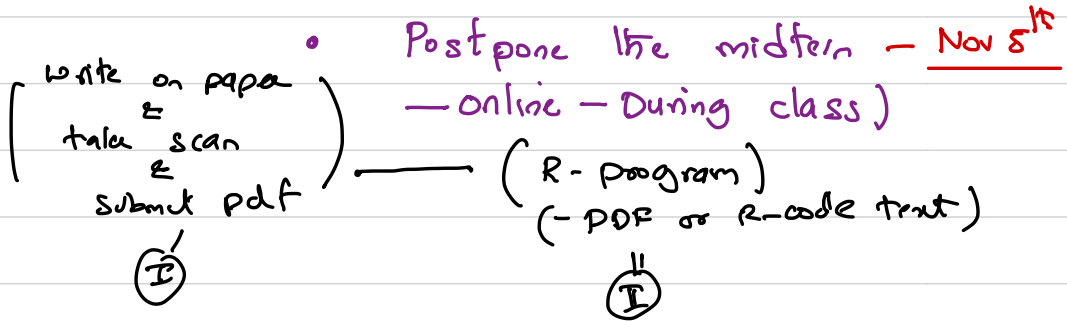 • Postpone the midterm – Nov 5th
— online – During class)
(write on paper
&
take scan
&
submit pdf) —— (R - program)
(- PDF or R-code text)
I
II